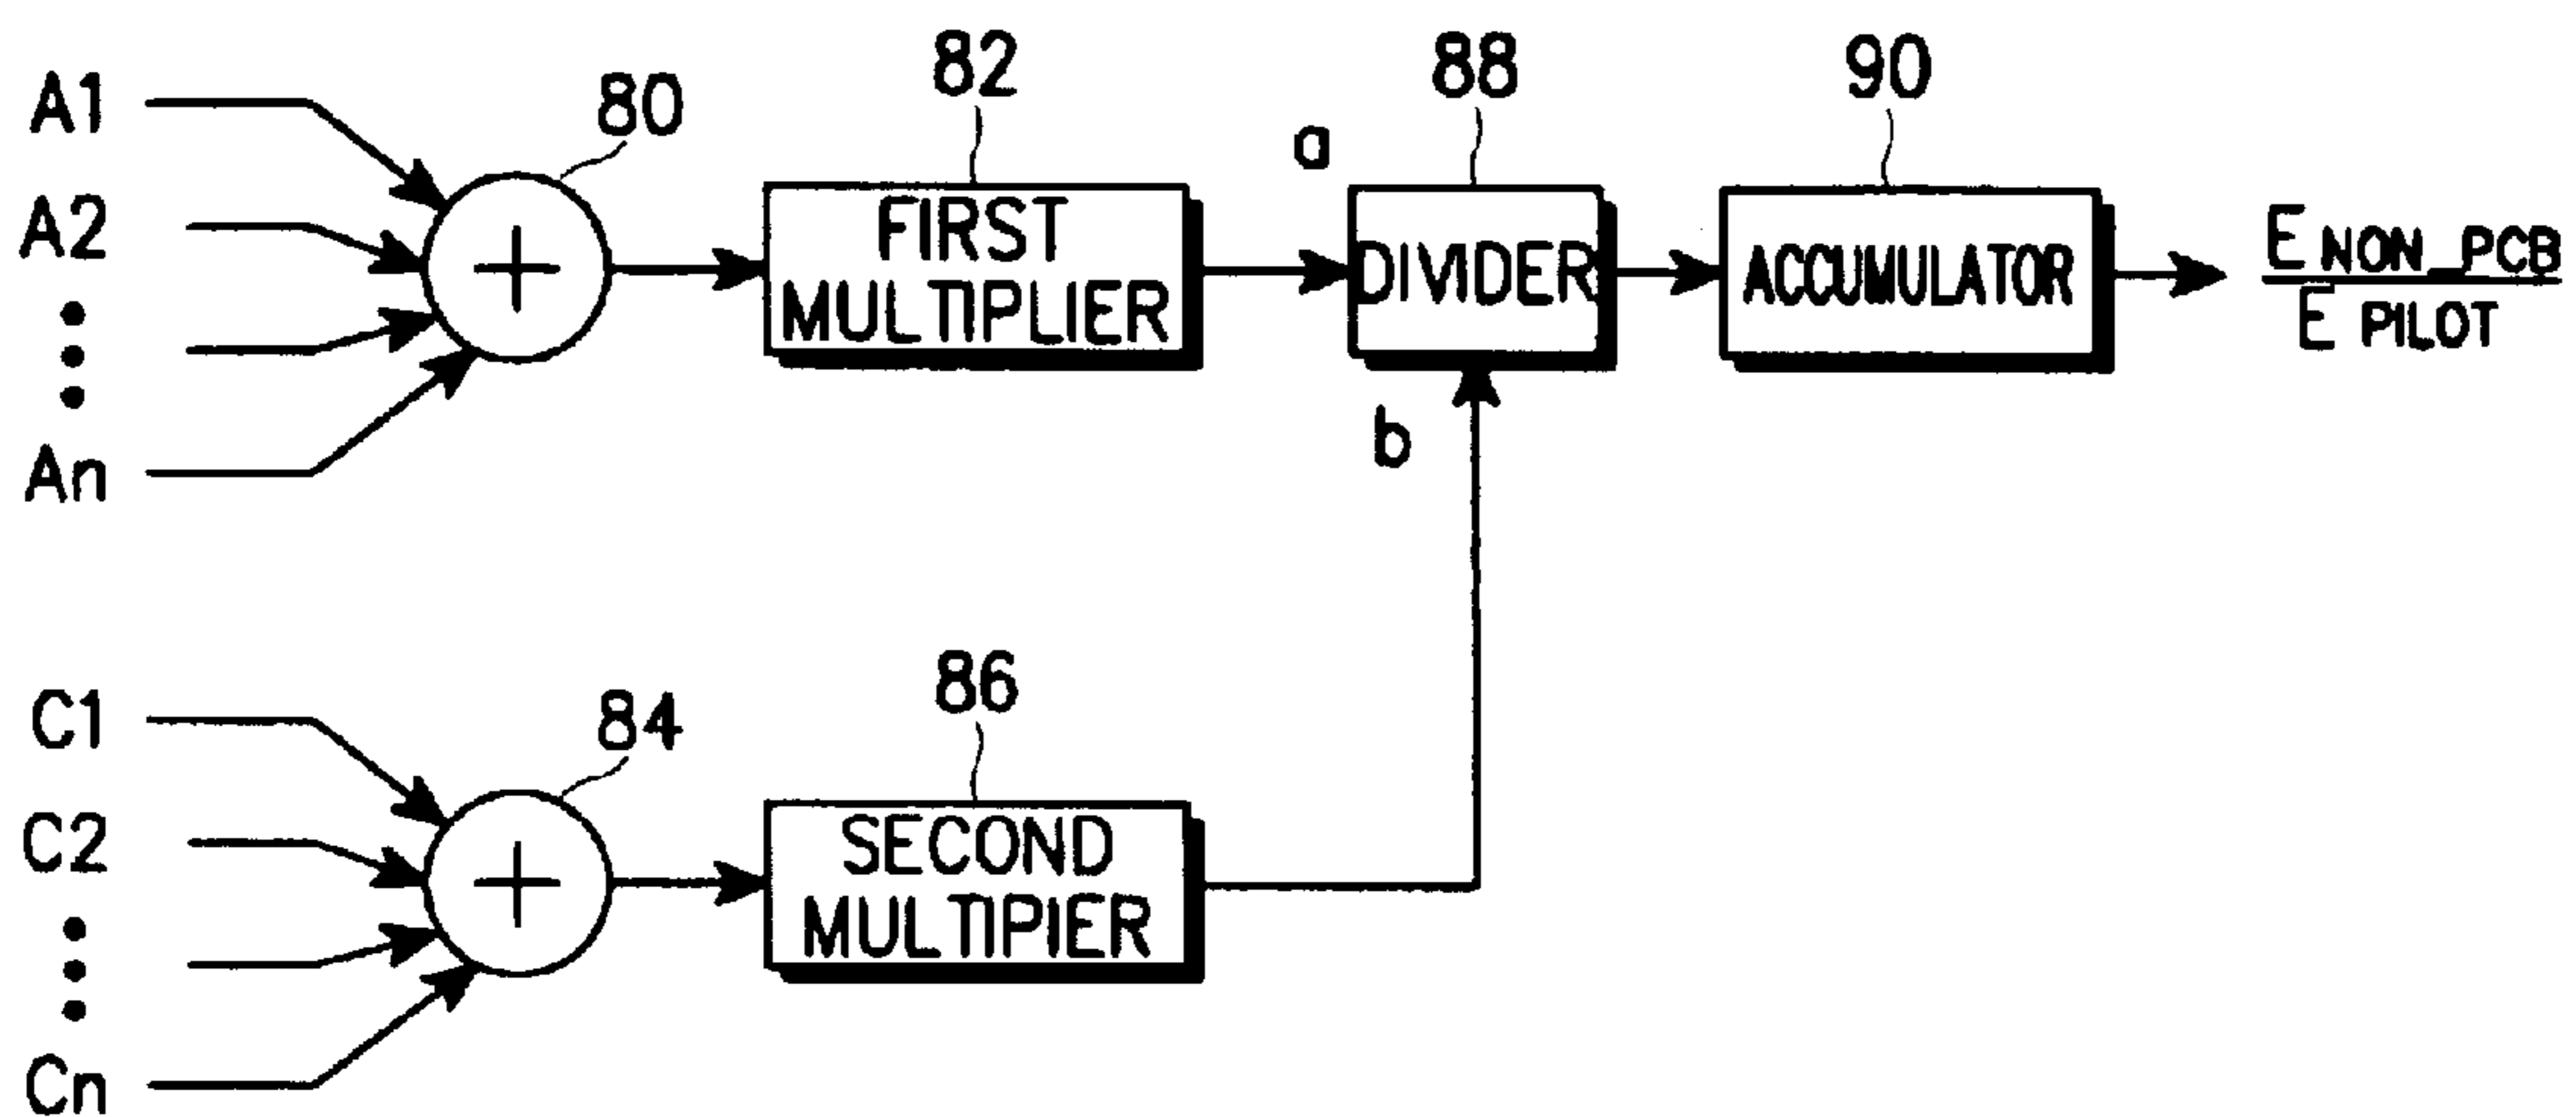 A1
A2
An
80
82
FIRST
MULTIPLIER
a
b
88
DIVIDER
90
ACCUMULATOR
E NON_PCB
E PILOT
C1
C2
Cn
84
86
SECOND
MULTIPIER